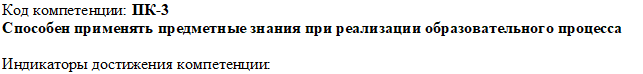 Код компетенции: ПК-3
Способен применять предметные знания при реализации образовательного процесса
Индикаторы достижения компетенции: